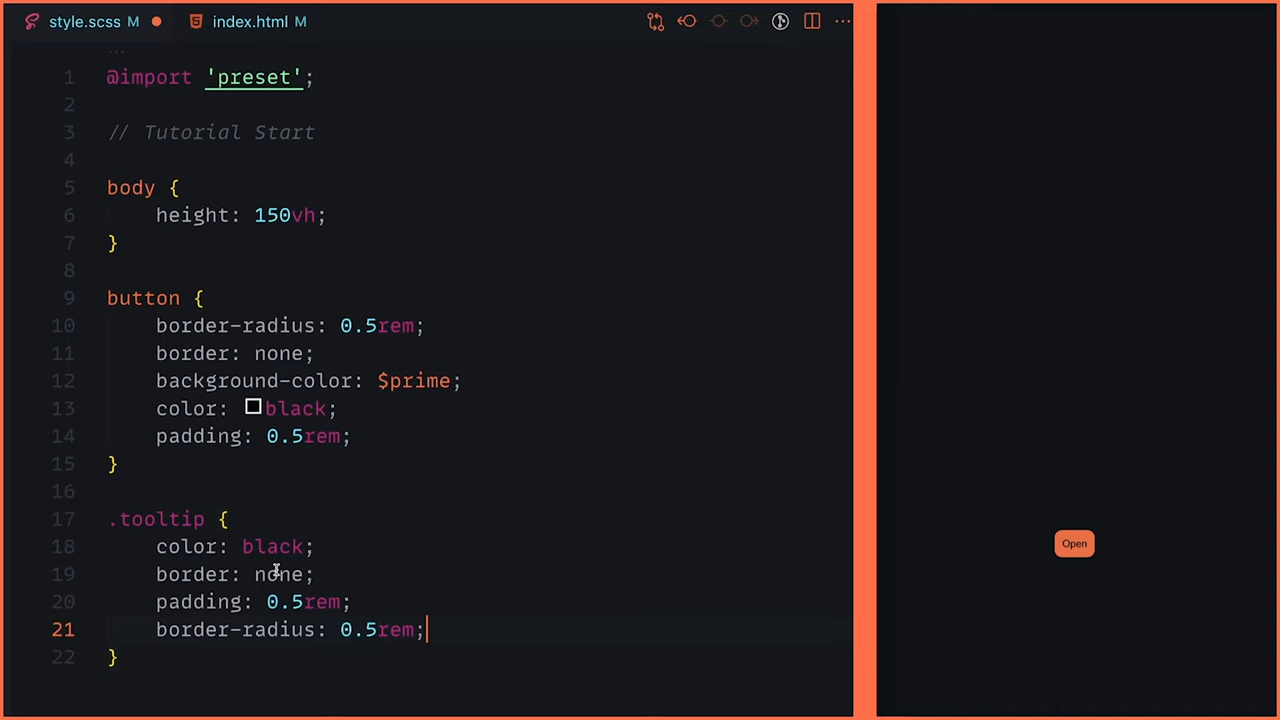 style.scss M index.html M
1 @import 'preset';
2
3 // Tutorial Start
4
5 body {
6 height: 150vh;
7 }
8
9 button {
10 border-radius: 0.5rem;
11 border: none;
12 background-color: $prime;
13 color: black;
14 padding: 0.5rem;
15 }
16
17 .tooltip {
18 color: black;
19 border: none;
20 padding: 0.5rem;
21 border-radius: 0.5rem;
22 }
Open